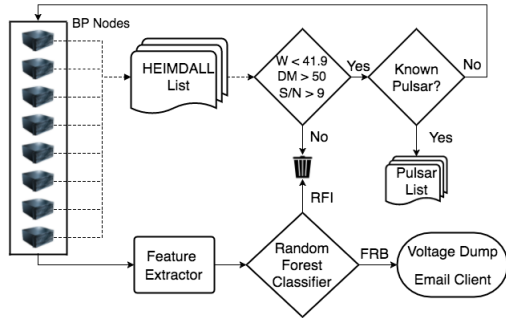 BP Nodes
HEIMDALL
List
W < 41.9
DM > 50
S/N > 9
Yes
Known
Pulsar?
No
No
Yes
Pulsar
List
RFI
Feature
Extractor
Random
Forest
Classifier
FRB
Voltage Dump
Email Client